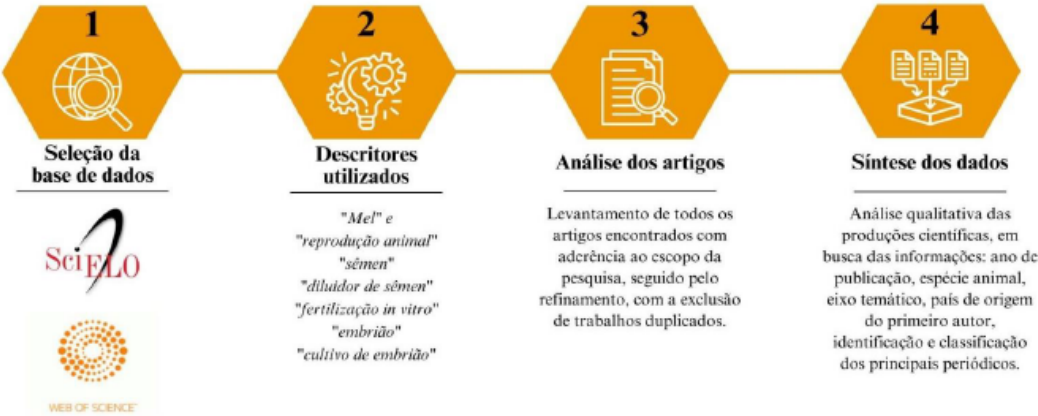 1
Seleção da
base de dados
SciELO
WEB OF SCIENCE™
2
Descritores
utilizados
"Mel" e
"reprodução animal"
"sêmen"
"diluidor de sêmen"
"fertilização in vitro"
"embrião"
"cultivo de embrião"
3
Análise dos artigos
Levantamento de todos os
artigos encontrados com
aderência ao escopo da
pesquisa, seguido pelo
refinamento, com a exclusão
de trabalhos duplicados.
4
Síntese dos dados
Análise qualitativa das
produções científicas, em
busca das informações: ano de
publicação, espécie animal,
eixo temático, país de origem
do primeiro autor,
identificação e classificação
dos principais periódicos.